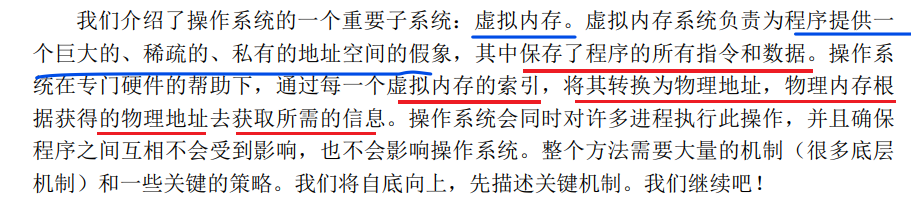 我们介绍了操作系统的一个重要子系统：虚拟内存。虚拟内存系统负责为程序提供一
个巨大的、稀疏的、私有的地址空间的假象，其中保存了程序的所有指令和数据。操作系
统在专门硬件的帮助下，通过每一个虚拟内存的索引，将其转换为物理地址，物理内存根
据获得的物理地址去获取所需的信息。操作系统会同时对许多进程执行此操作，并且确保
程序之间互相不会受到影响，也不会影响操作系统。整个方法需要大量的机制（很多底层
机制）和一些关键的策略。我们将自底向上，先描述关键机制。我们继续吧！